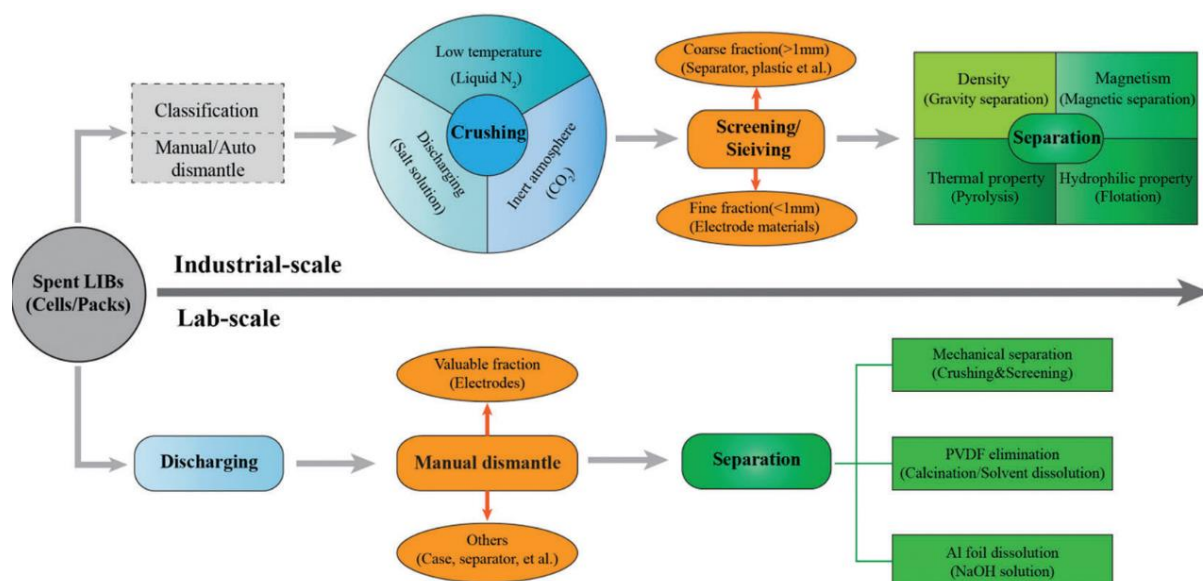 Classification
Manual/Auto
dismantle
Low temperature
(Liquid N₂)
Crushing
Discharging
(Salt solution)
Inert atmosphere
(CO₂)
Coarse fraction(>1mm)
(Separator, plastic et al.)
Screening/
Sieiving
Fine fraction(<1mm)
(Electrode materials)
Density
(Gravity separation)
Magnetism
(Magnetic separation)
Separation
Thermal property
(Pyrolysis)
Hydrophilic property
(Flotation)
Spent LIBs
(Cells/Packs)
Industrial-scale
Lab-scale
Discharging
Valuable fraction
(Electrodes)
Manual dismantle
Others
(Case, separator, et al.)
Separation
Mechanical separation
(Crushing&Screening)
PVDF elimination
(Calcination/Solvent dissolution)
Al foil dissolution
(NaOH solution)